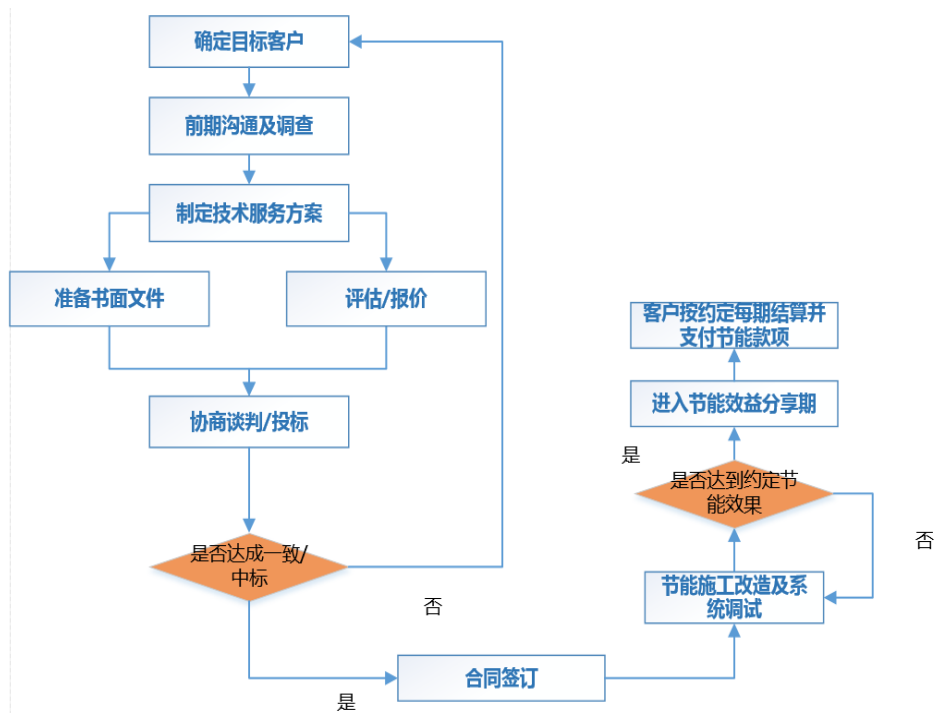 确定目标客户
前期沟通及调查
制定技术服务方案
准备书面文件
评估/报价
协商谈判/投标
是否达成一致/
中标
否
是
合同签订
节能施工改造及系
统调试
是否达到约定节
能效果
否
是
进入节能效益分享期
客户按约定每期结算并
支付节能款项